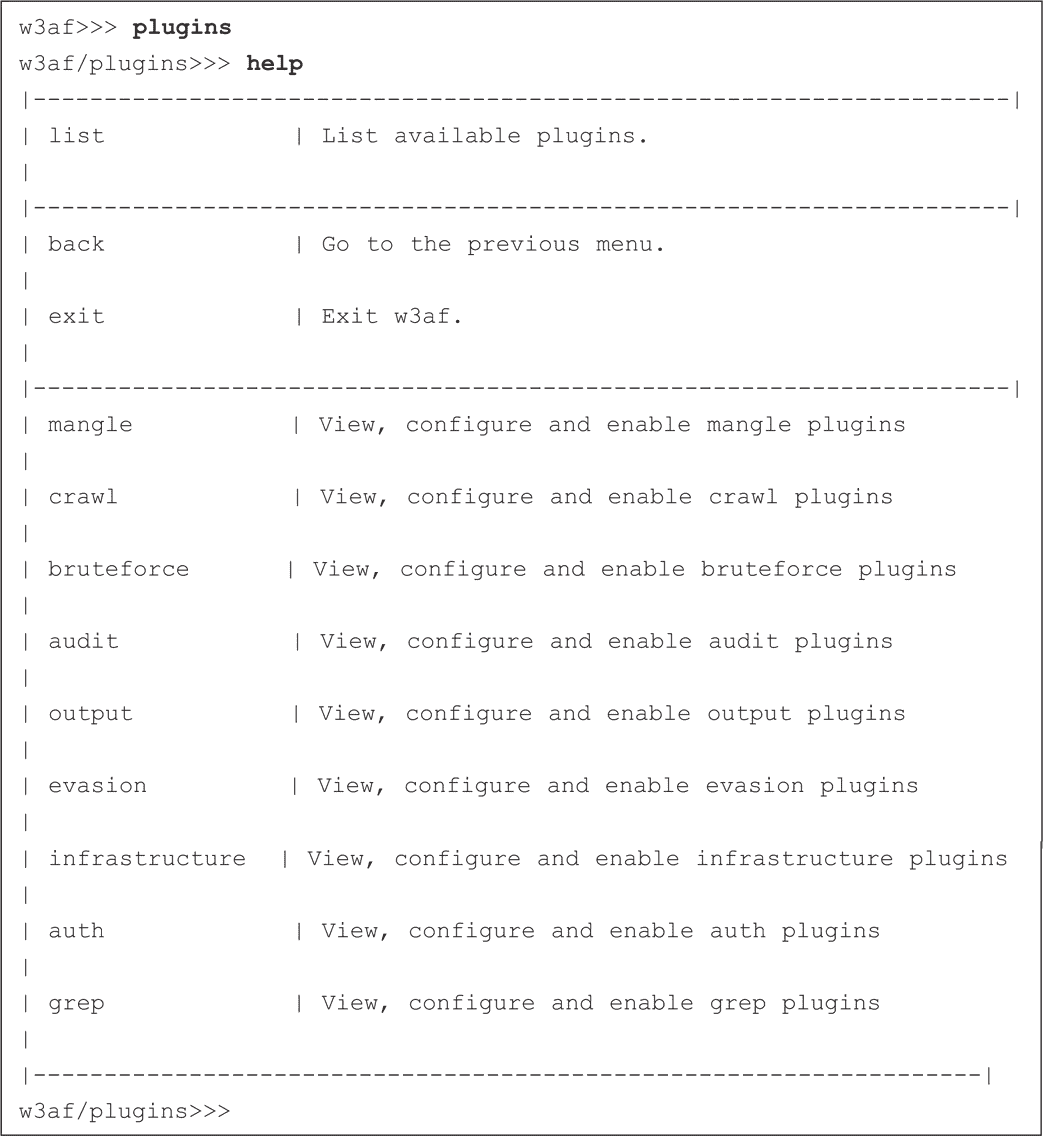 w3af>>> plugins
w3af/plugins>>> help
|---------------------------------------------------------------------|
| list | List available plugins.
|
|---------------------------------------------------------------------|
| back | Go to the previous menu.
|
| exit | Exit w3af.
|
|---------------------------------------------------------------------|
| mangle | View, configure and enable mangle plugins
|
| crawl | View, configure and enable crawl plugins
|
| bruteforce | View, configure and enable bruteforce plugins
|
| audit | View, configure and enable audit plugins
|
| output | View, configure and enable output plugins
|
| evasion | View, configure and enable evasion plugins
|
| infrastructure | View, configure and enable infrastructure plugins
|
| auth | View, configure and enable auth plugins
|
| grep | View, configure and enable grep plugins
|
|-------------------------------------------------------------------|
w3af/plugins>>>